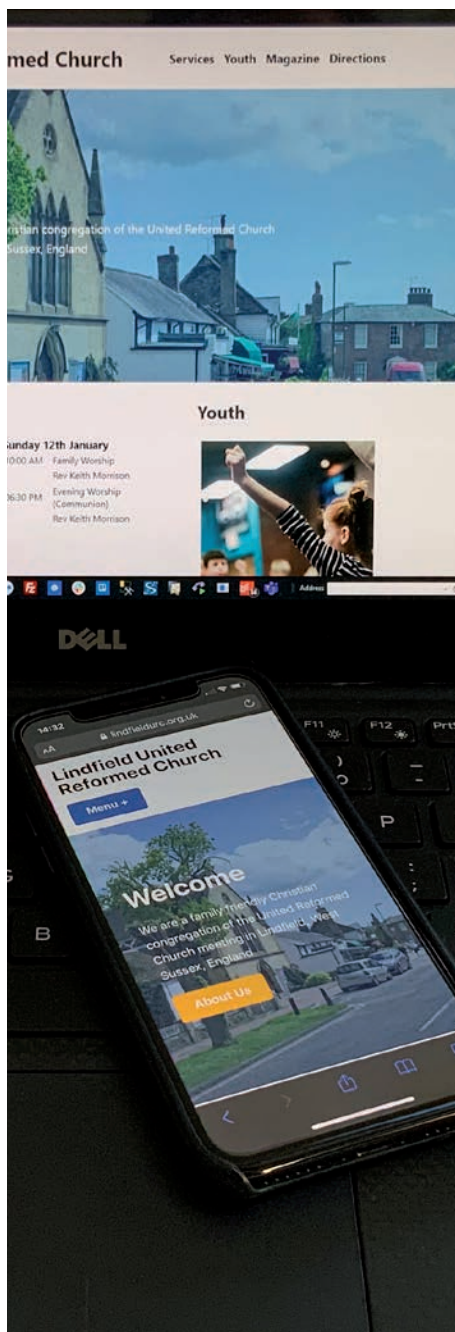 med Church
Services Youth Magazine Directions
ristian congregation of the United Reformed Church
Sussex, England
Youth
Sunday 12th January
10:00 AM Family Worship
Rev Keith Morrison
06:30 PM Evening Worship
(Communion)
Rev Keith Morrison
Address
DELL
14:32
AA lindfieldurc.org.uk
Lindfield United
Reformed Church
Menu +
Welcome
We are a family friendly Christian
congregation of the United Reformed
Church meeting in Lindfield, West
Sussex, England
About Us
F11
F12
Prt
P
G
B